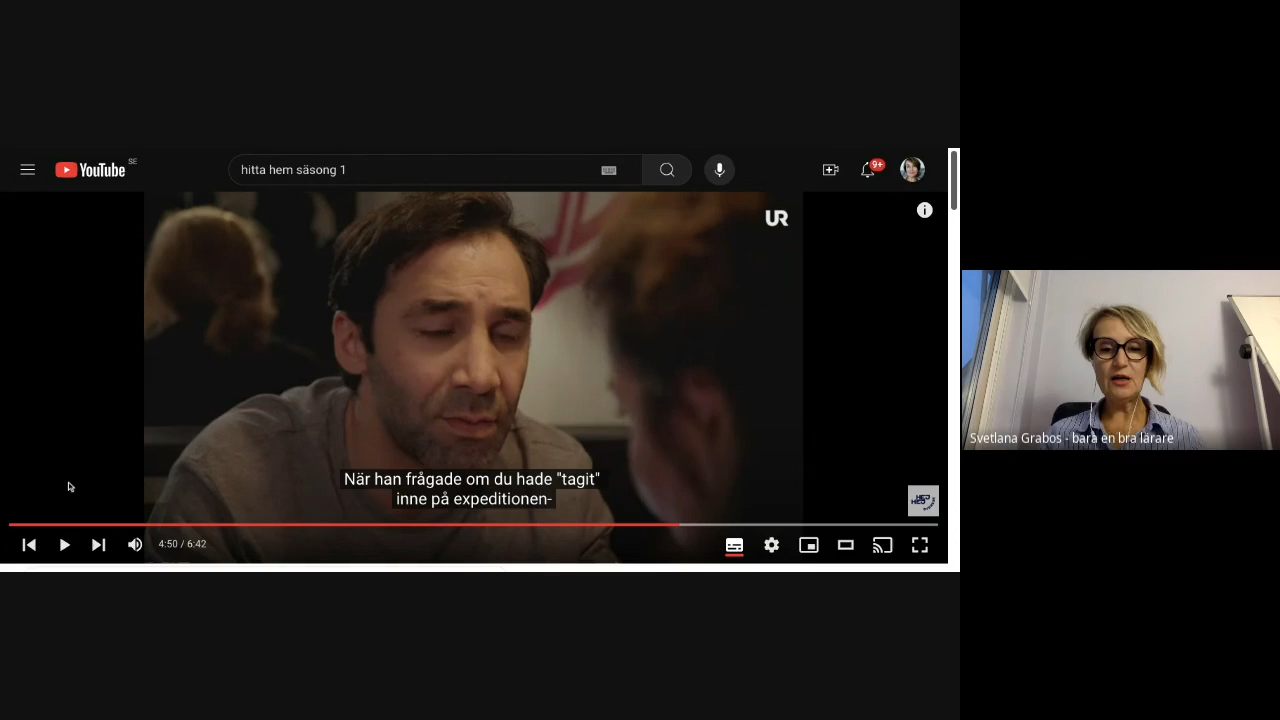 YouTube SE
hitta hem säsong 1
9+
UR
När han frågade om du hade "tagit"
inne på expeditionen-
4:50 / 6:42
Svetlana Grabos - bara en bra lärare